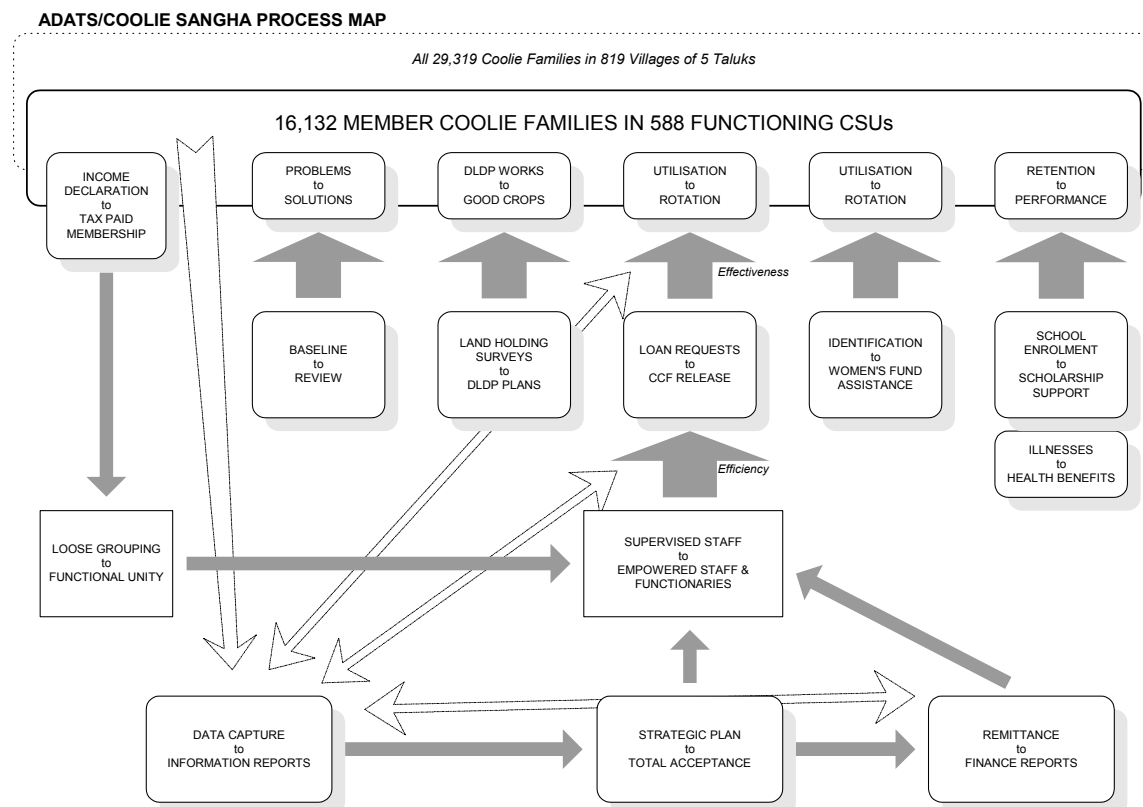 ADATS/COOLIE SANGHA PROCESS MAP
All 29,319 Coolie Families in 819 Villages of 5 Taluks
16,132 MEMBER COOLIE FAMILIES IN 588 FUNCTIONING CSUs
INCOME
DECLARATION
to
TAX PAID
MEMBERSHIP
PROBLEMS
to
SOLUTIONS
DLDP WORKS
to
GOOD CROPS
UTILISATION
to
ROTATION
UTILISATION
to
ROTATION
RETENTION
to
PERFORMANCE
Effectiveness
BASELINE
to
REVIEW
LAND HOLDING
SURVEYS
to
DLDP PLANS
LOAN REQUESTS
to
CCF RELEASE
IDENTIFICATION
to
WOMEN'S FUND
ASSISTANCE
SCHOOL
ENROLMENT
to
SCHOLARSHIP
SUPPORT
ILLNESSES
to
HEALTH BENEFITS
Efficiency
LOOSE GROUPING
to
FUNCTIONAL UNITY
SUPERVISED STAFF
to
EMPOWERED STAFF &
FUNCTIONARIES
DATA CAPTURE
to
INFORMATION REPORTS
STRATEGIC PLAN
to
TOTAL ACCEPTANCE
REMITTANCE
to
FINANCE REPORTS